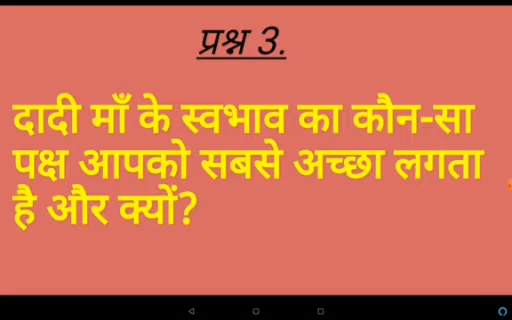 प्रश्न 3.
दादी माँ के स्वभाव का कौन-सा
पक्ष आपको सबसे अच्छा लगता
है और क्यों?